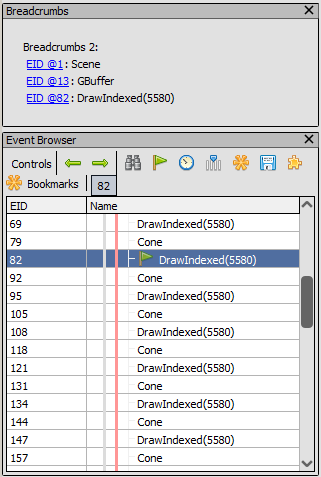 Breadcrumbs
Breadcrumbs 2:
EID @1: Scene
EID @13: GBuffer
EID @82: DrawIndexed(5580)
Event Browser
Controls
Bookmarks 82
EID Name
69 DrawIndexed(5580)
79 Cone
82 DrawIndexed(5580)
92 Cone
95 DrawIndexed(5580)
105 Cone
108 DrawIndexed(5580)
118 Cone
121 DrawIndexed(5580)
131 Cone
134 DrawIndexed(5580)
144 Cone
147 DrawIndexed(5580)
157 Cone